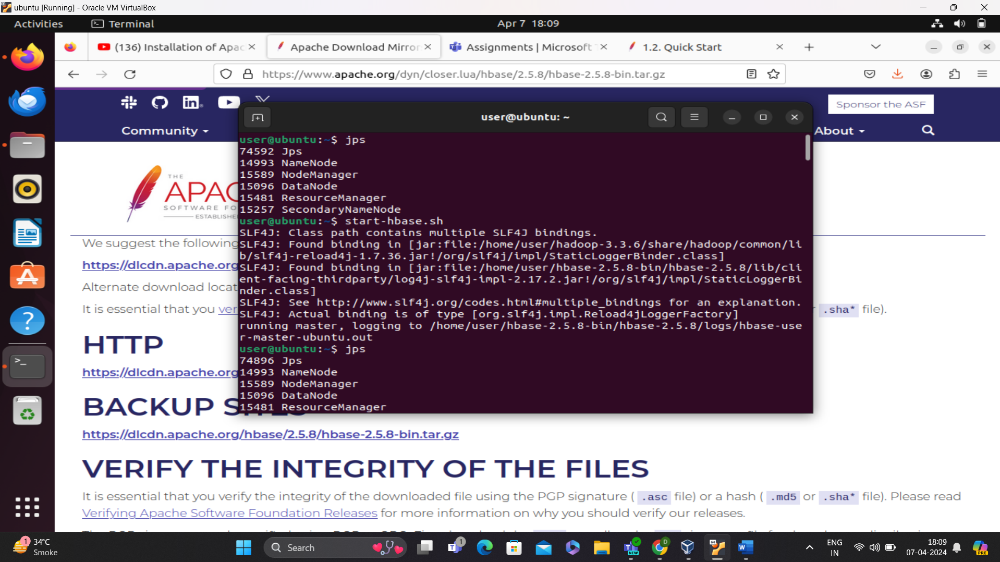 ubuntu [Running] - Oracle VM VirtualBox
Activities
Terminal
Apr 7 18:09
(136) Installation of Apac
Apache Download Mirror
Assignments | Microsoft T
1.2. Quick Start
https://www.apache.org/dyn/closer.lua/hbase/2.5.8/hbase-2.5.8-bin.tar.gz
Sponsor the ASF
Community
About
user@ubuntu: ~
THE
APAC
SOFTWARE FO
ESTABLISHE
We suggest the following
https://dlcdn.apache.org
Alternate download locat
It is essential that you ver
.sha* file).
HTTP
https://dlcdn.apache.org
user@ubuntu:~$ jps
74592 Jps
14993 NameNode
15589 NodeManager
15096 DataNode
15481 ResourceManager
15257 SecondaryNameNode
user@ubuntu:~$ start-hbase.sh
SLF4J: Class path contains multiple SLF4J bindings.
SLF4J: Found binding in [jar:file:/home/user/hadoop-3.3.6/share/hadoop/common/li
b/slf4j-reload4j-1.7.36.jar!/org/slf4j/impl/StaticLoggerBinder.class]
SLF4J: Found binding in [jar:file:/home/user/hbase-2.5.8-bin/hbase-2.5.8/lib/cli
ent-facing-thirdparty/log4j-slf4j-impl-2.17.2.jar!/org/slf4j/impl/StaticLoggerBi
nder.class]
SLF4J: See http://www.slf4j.org/codes.html#multiple_bindings for an explanation.
SLF4J: Actual binding is of type [org.slf4j.impl.Reload4jLoggerFactory]
running master, logging to /home/user/hbase-2.5.8-bin/hbase-2.5.8/logs/hbase-use
r-master-ubuntu.out
user@ubuntu:~$ jps
74896 Jps
14993 NameNode
15589 NodeManager
15096 DataNode
15481 ResourceManager
BACKUP SITES
https://dlcdn.apache.org/hbase/2.5.8/hbase-2.5.8-bin.tar.gz
VERIFY THE INTEGRITY OF THE FILES
It is essential that you verify the integrity of the downloaded file using the PGP signature ( .asc file) or a hash ( .md5 or .sha* file). Please read
Verifying Apache Software Foundation Releases for more information on why you should verify our releases.
34°C
Smoke
Search
ENG
IN
18:09
07-04-2024